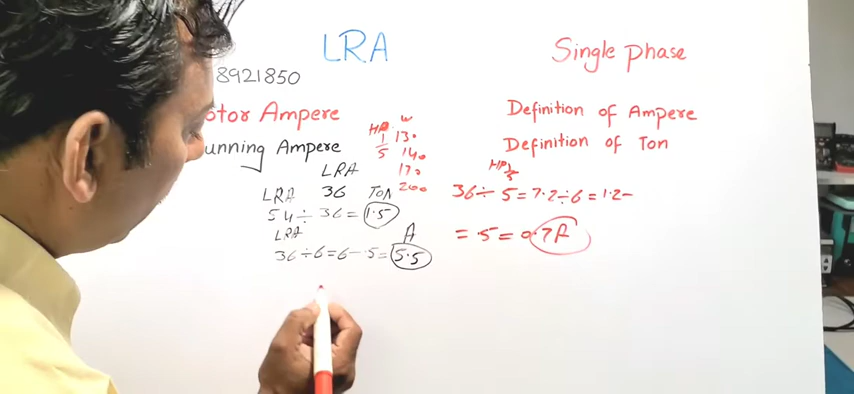 LRA
Single phase
8921850
otor Ampere
unning Ampere
HP W
1/5 130
140
170
200
Definition of Ampere
Definition of Ton
LRA
LRA 36 TON
54 ÷ 36 = 1.5
LRA A
36 ÷ 6 = 6 - .5 = 5.5
36 ÷ 5 = 7.2 ÷ 6 = 1.2 -
= .5 = 0.7A